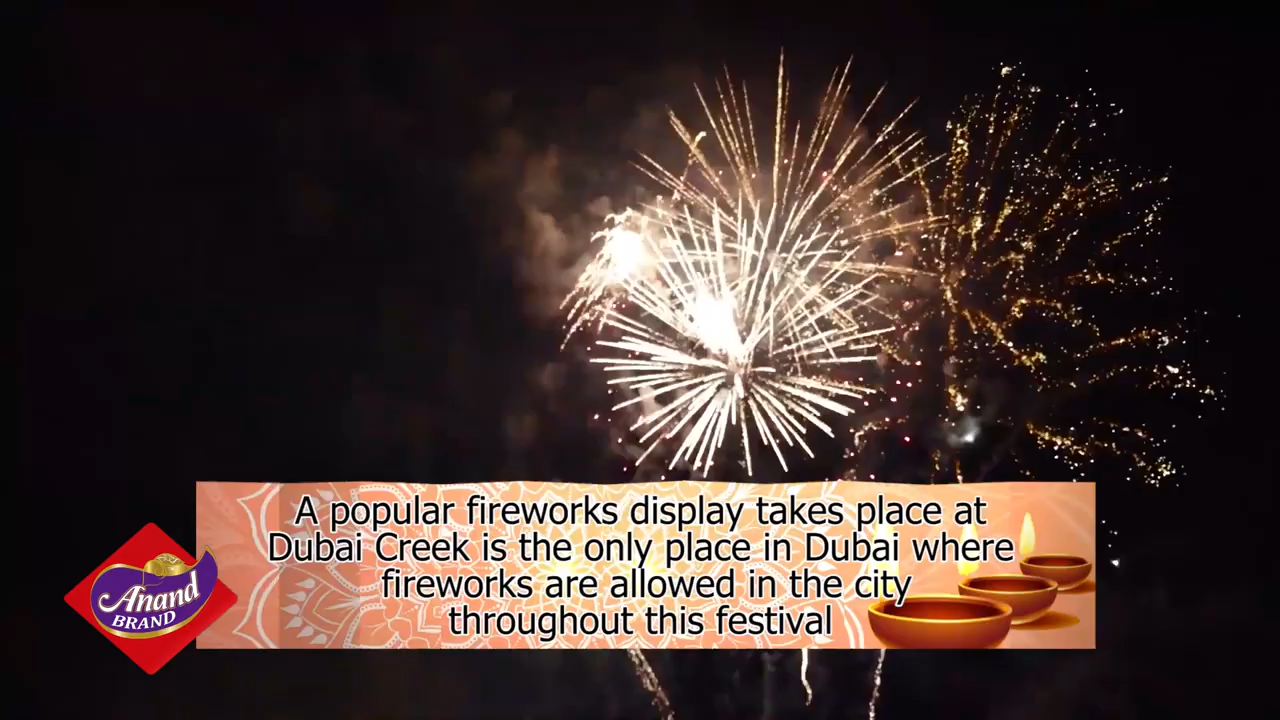 A popular fireworks display takes place at
Dubai Creek is the only place in Dubai where
fireworks are allowed in the city
throughout this festival
Anand
BRAND